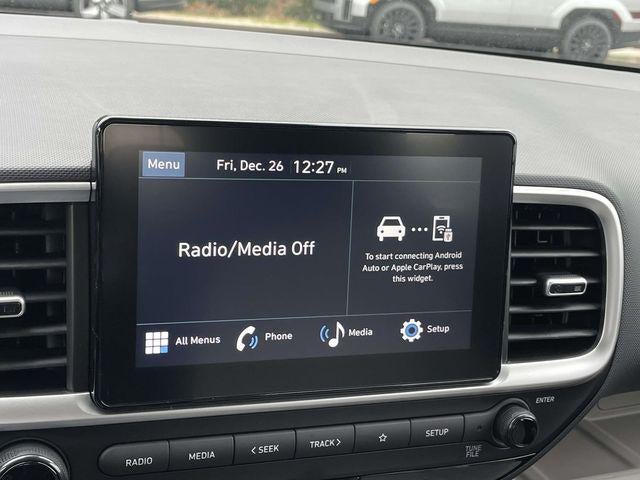 Menu
Fri, Dec. 26 12:27 PM
Radio/Media Off
To start connecting Android
Auto or Apple CarPlay, press
this widget.
All Menus
Phone
Media
Setup
ENTER
RADIO
MEDIA
< SEEK
TRACK >
SETUP
TUNE
FILE